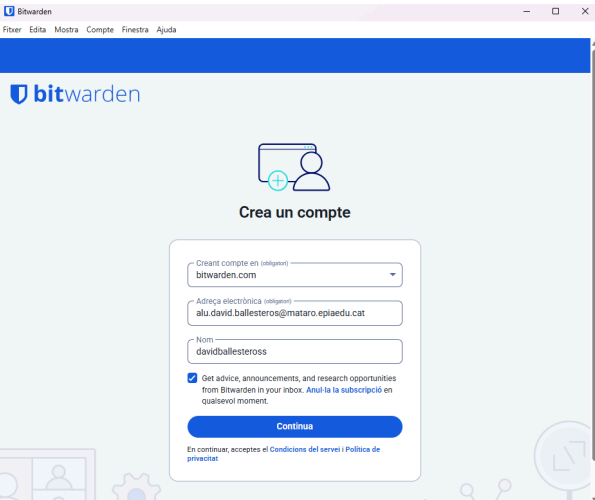 Bitwarden
Fitxer Edita Mostra Compte Finestra Ajuda
bitwarden
Crea un compte
Creant compte en (obligatori)
bitwarden.com
Adreça electrònica (obligatori)
alu.david.ballesteros@mataro.epiaedu.cat
Nom
davidballesteross
Get advice, announcements, and research opportunities
from Bitwarden in your inbox. Anul·la la subscripció en
qualsevol moment.
Continua
En continuar, acceptes el Condicions del servei i Política de
privacitat